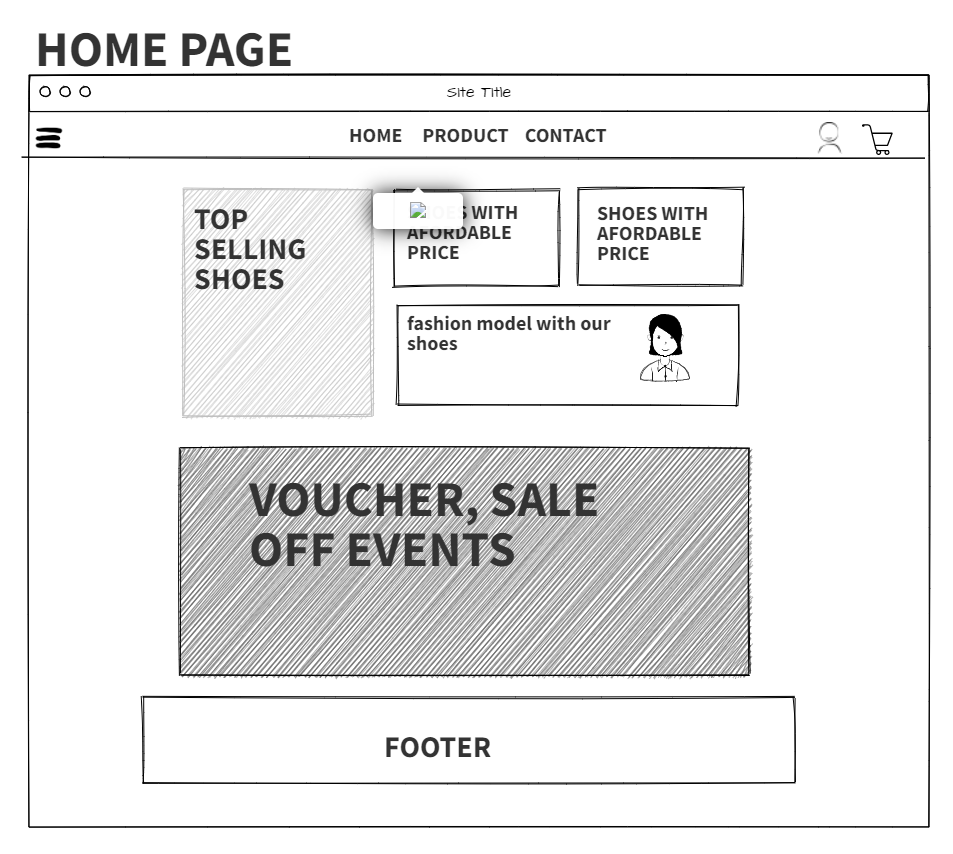 HOME PAGE
Site Title
HOME PRODUCT CONTACT
TOP
SELLING
SHOES
SHOES WITH
AFORDABLE
PRICE
SHOES WITH
AFORDABLE
PRICE
fashion model with our
shoes
VOUCHER, SALE
OFF EVENTS
FOOTER